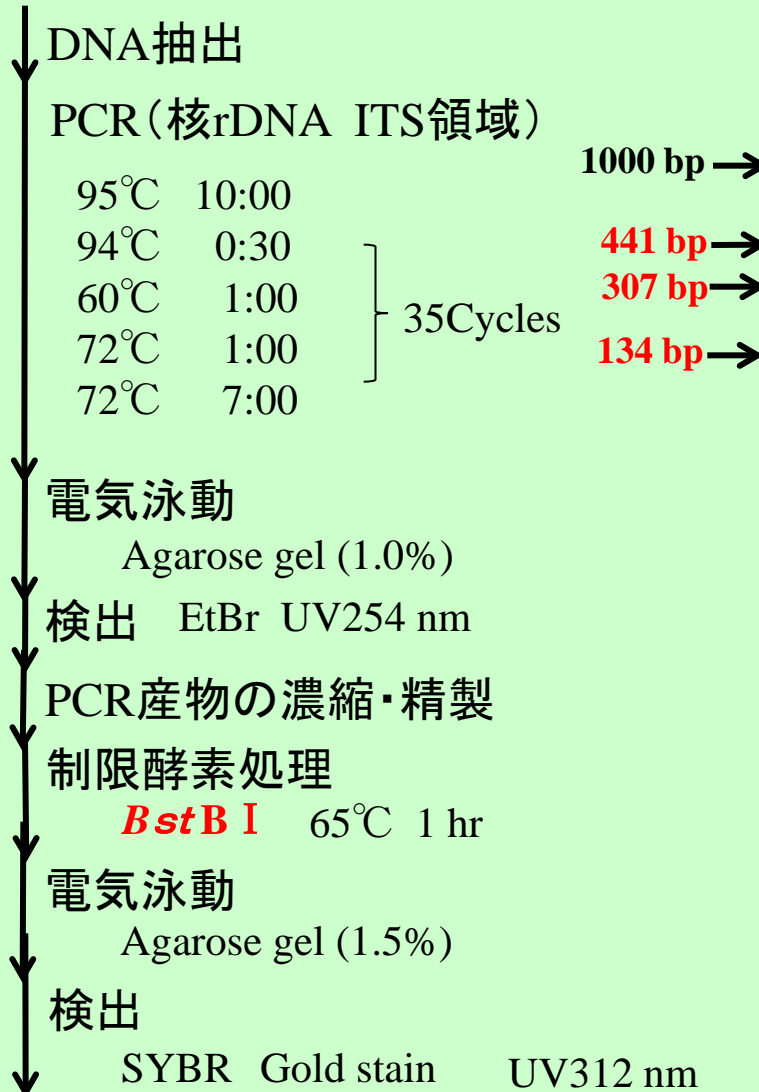 DNA抽出
PCR(核rDNA ITS領域)
1000 bp
95℃ 10:00
94℃ 0:30
441 bp
60℃ 1:00
307 bp
35Cycles
72℃ 1:00
134 bp
72℃ 7:00
電気泳動
Agarose gel (1.0%)
検出 EtBr UV254 nm
PCR産物の濃縮・精製
制限酵素処理
BstBⅠ 65℃ 1 hr
電気泳動
Agarose gel (1.5%)
検出
SYBR Gold stain UV312 nm